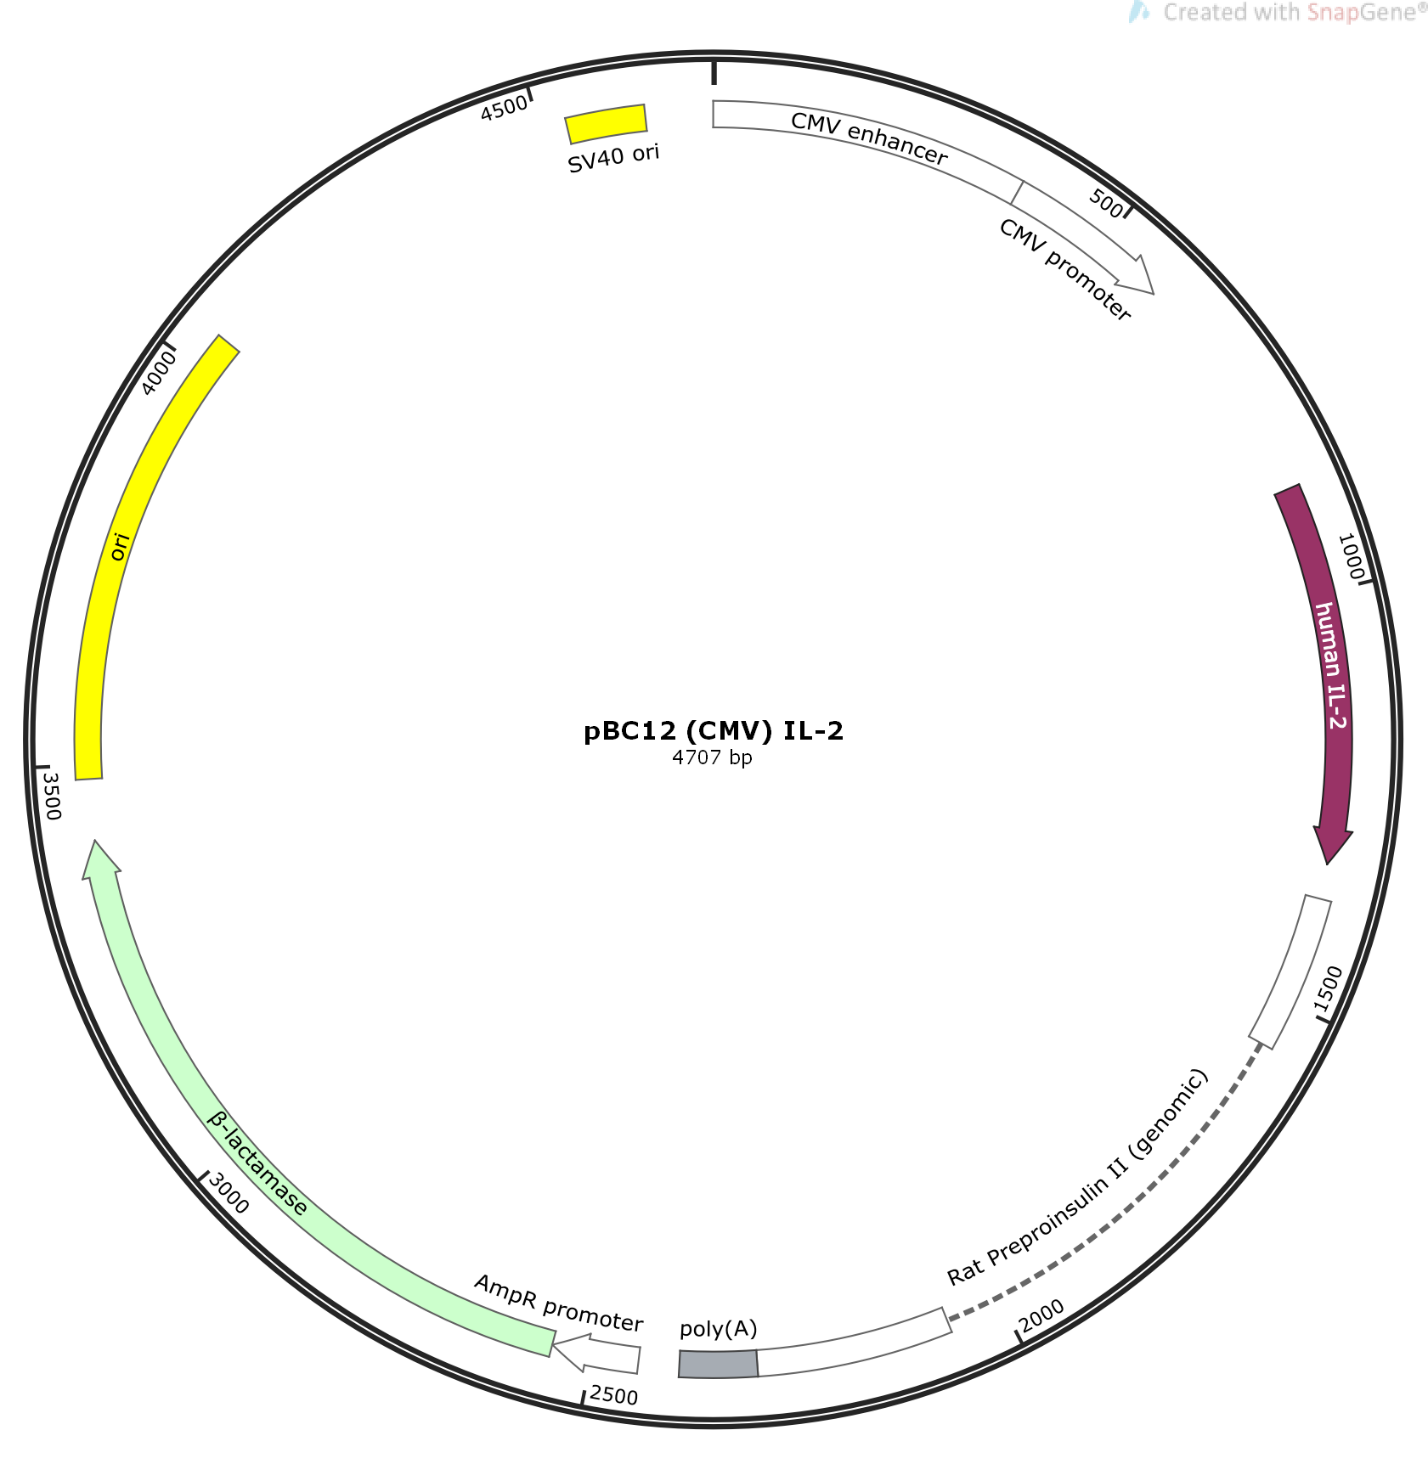 Created with SnapGene®
4500
SV40 ori
CMV enhancer
500
CMV promoter
4000
ori
1000
human IL-2
pBC12 (CMV) IL-2
4707 bp
3500
1500
Rat Preproinsulin II (genomic)
β-lactamase
3000
AmpR promoter
poly(A)
2000
2500